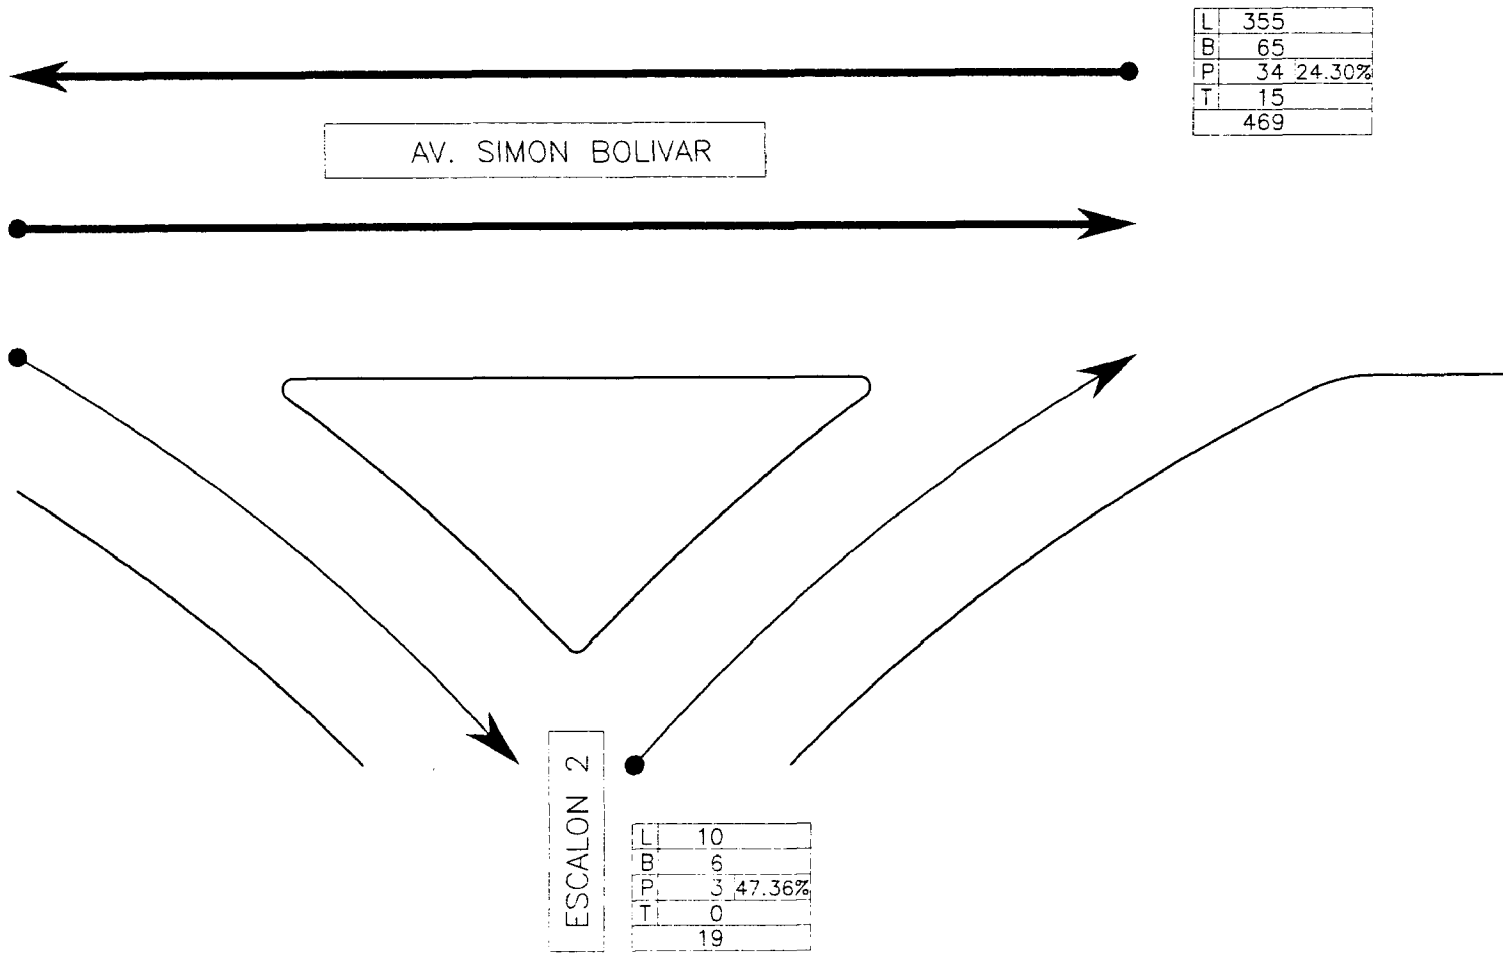 L 355
B 65
P 34 24.30%
T 15
469
AV. SIMON BOLIVAR
ESCALON 2
L 10
B 6
P 3 47.36%
T 0
19